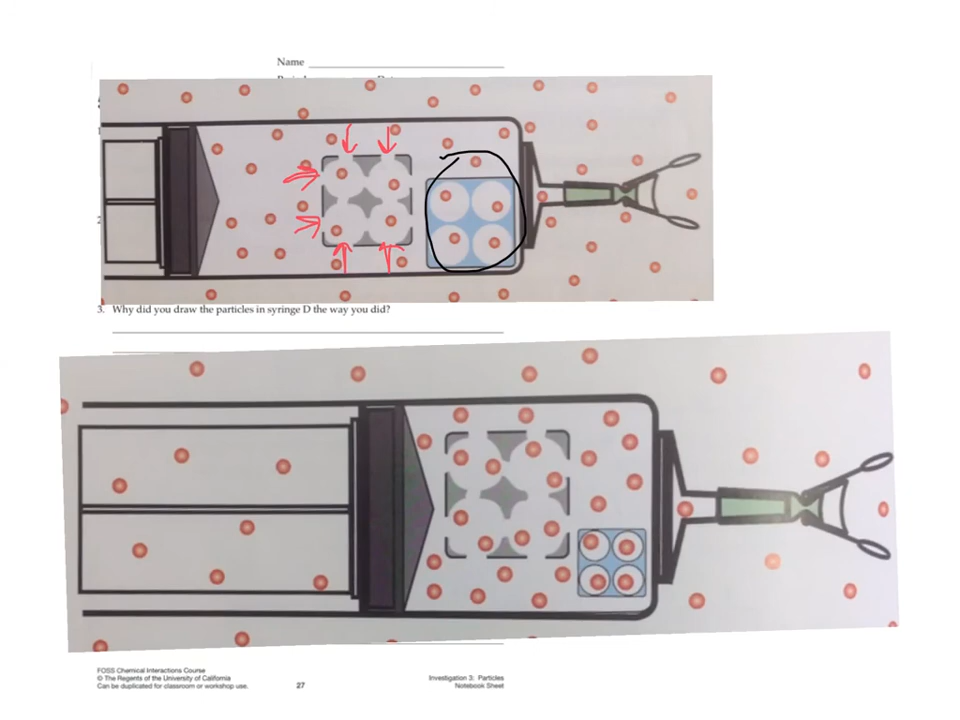 Name
3. Why did you draw the particles in syringe D the way you did?
FOSS Chemical Interactions Course
© The Regents of the University of California
Can be duplicated for classroom or workshop use.
27
Investigation 3: Particles
Notebook Sheet